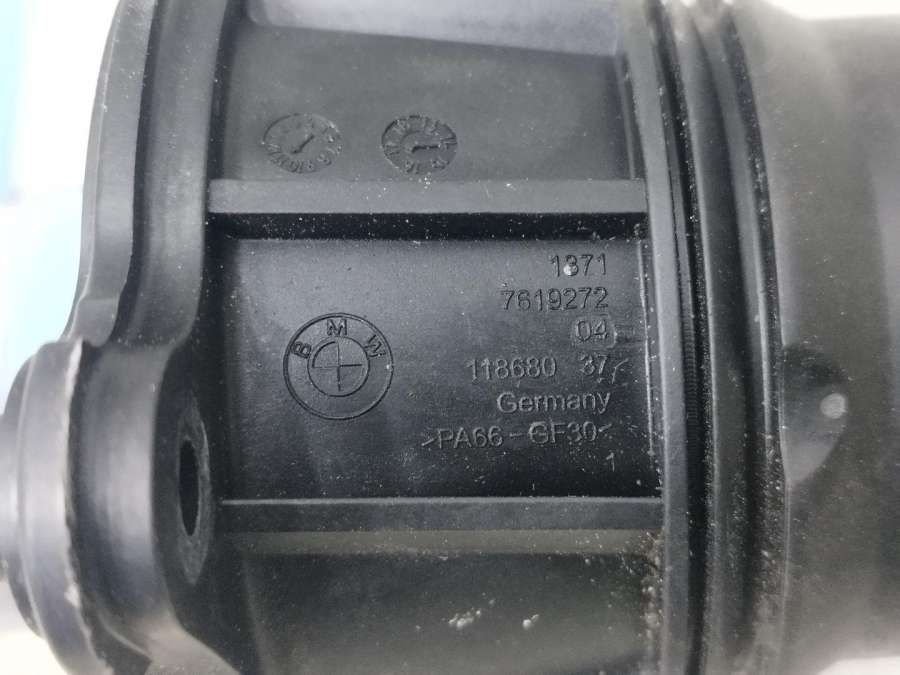 1371
7619272
04
BMW
118680 37
Germany
>PA66-GF30<
1